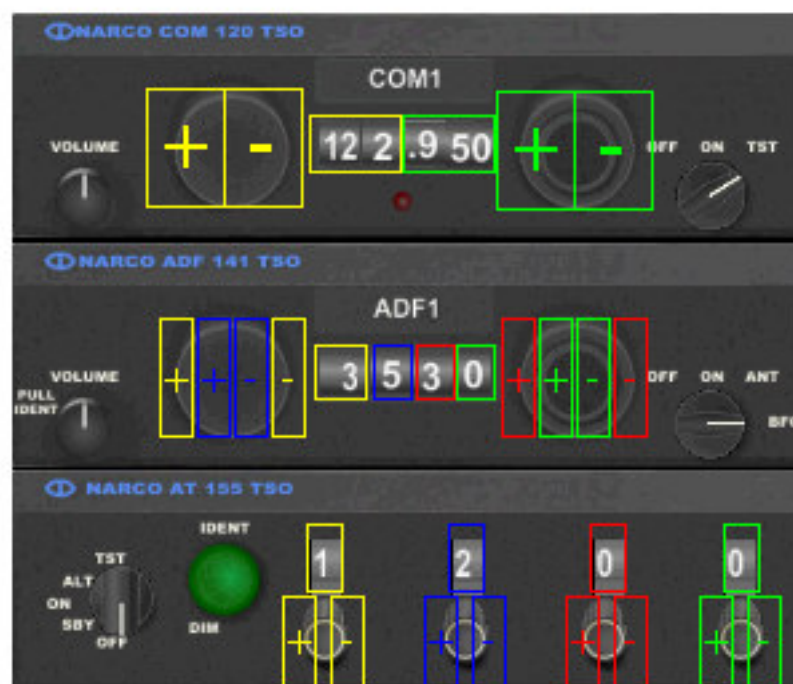 NARCO COM 120 TSO
COM1
VOLUME
+ - 12 2 .9 50 + -
OFF ON TST
NARCO ADF 141 TSO
ADF1
VOLUME
PULL IDENT
+ + - - 3 5 3 0 + + - -
OFF ON ANT
BFO
NARCO AT 155 TSO
IDENT
TST
ALT
ON
SBY
OFF
DIM
1 2 0 0
+ - + - + - + -